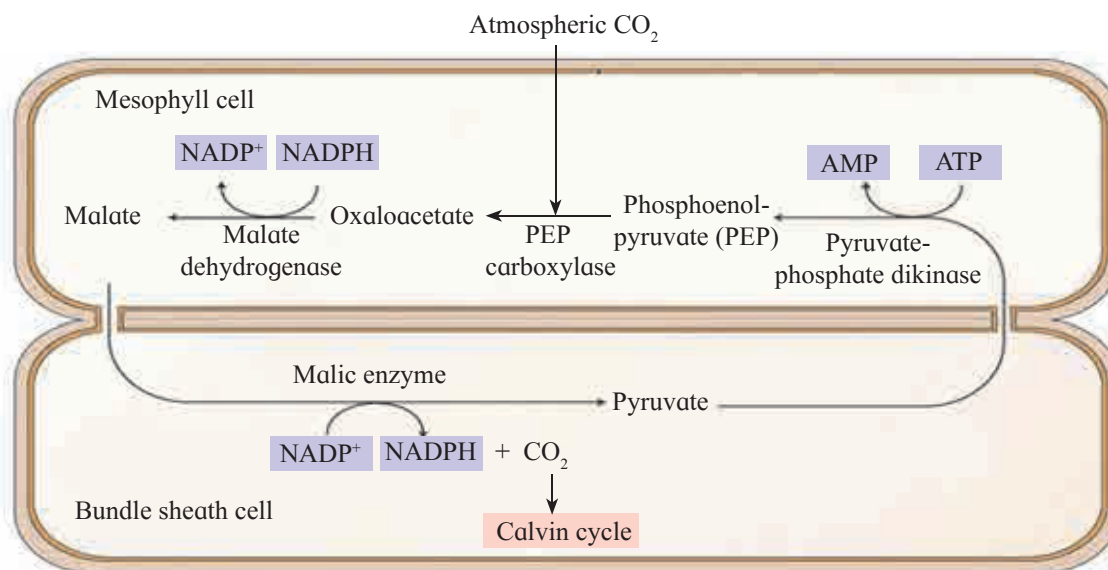 Atmospheric CO₂
Mesophyll cell
NADP⁺ NADPH
AMP ATP
Malate
Oxaloacetate
Phosphoenol-
pyruvate (PEP)
Malate
dehydrogenase
PEP
carboxylase
Pyruvate-
phosphate dikinase
Malic enzyme
Pyruvate
NADP⁺ NADPH + CO₂
Bundle sheath cell
Calvin cycle